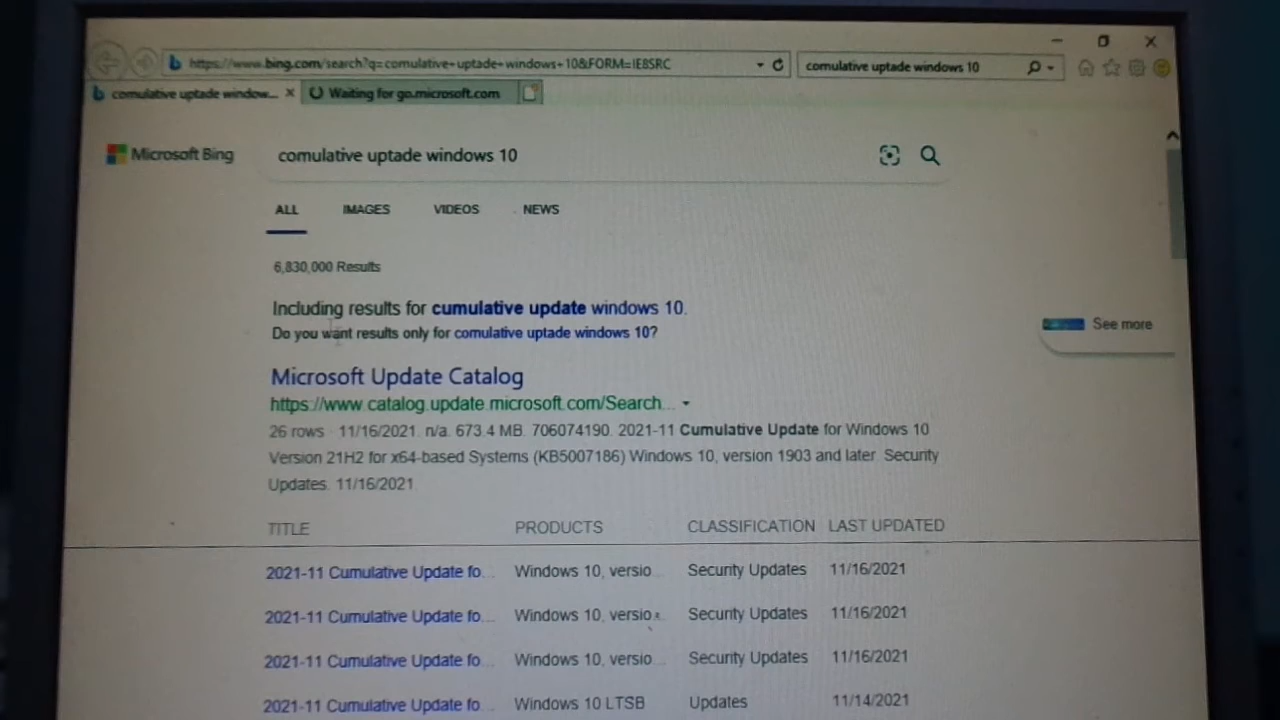 https://www.bing.com/search?q=comulative+uptade+windows+10&FORM=IE8SRC
comulative uptade windows 10
comulative uptade window...
Waiting for go.microsoft.com
Microsoft Bing
comulative uptade windows 10
ALL IMAGES VIDEOS NEWS
6,830,000 Results
Including results for cumulative update windows 10.
Do you want results only for comulative uptade windows 10?
See more
Microsoft Update Catalog
https://www.catalog.update.microsoft.com/Search...
26 rows · 11/16/2021. n/a. 673.4 MB. 706074190. 2021-11 Cumulative Update for Windows 10
Version 21H2 for x64-based Systems (KB5007186) Windows 10, version 1903 and later. Security
Updates. 11/16/2021.
TITLE PRODUCTS CLASSIFICATION LAST UPDATED
2021-11 Cumulative Update fo... Windows 10, versio... Security Updates 11/16/2021
2021-11 Cumulative Update fo... Windows 10, versio... Security Updates 11/16/2021
2021-11 Cumulative Update fo... Windows 10, versio... Security Updates 11/16/2021
2021-11 Cumulative Update fo... Windows 10 LTSB Updates 11/14/2021